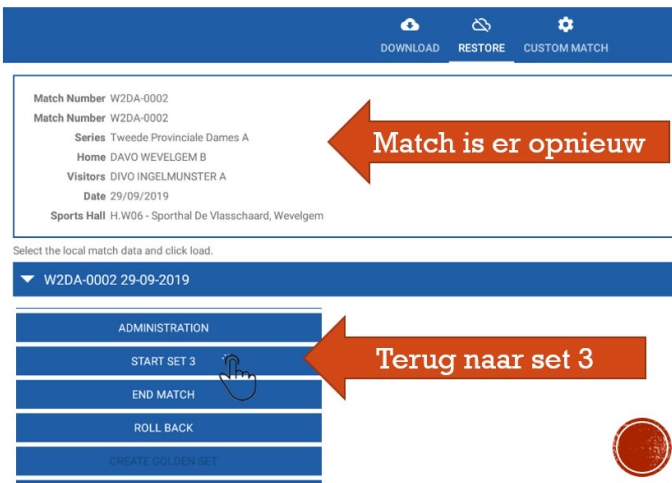 DOWNLOAD RESTORE CUSTOM MATCH
Match Number W2DA-0002
Match Number W2DA-0002
Series Tweede Provinciale Dames A
Home DAVO WEVELGEM B
Visitors DIVO INGELMUNSTER A
Date 29/09/2019
Sports Hall H.W06 - Sporthal De Vlasschaard, Wevelgem
Match is er opnieuw
Select the local match data and click load.
W2DA-0002 29-09-2019
ADMINISTRATION
START SET 3
Terug naar set 3
END MATCH
ROLL BACK
CREATE GOLDEN SET